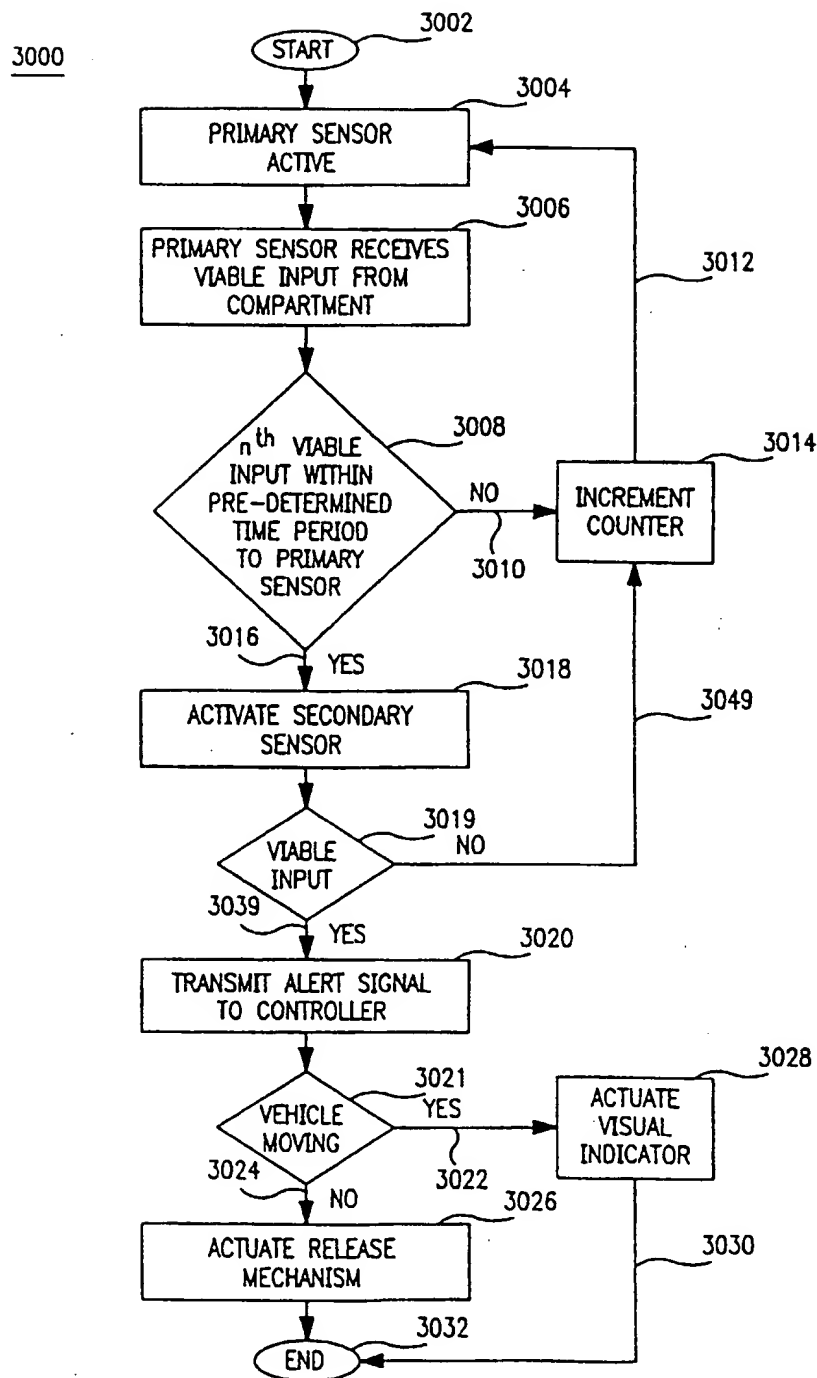 3000
START
3002
3004
PRIMARY SENSOR
ACTIVE
3006
PRIMARY SENSOR RECEIVES
VIABLE INPUT FROM
COMPARTMENT
3012
3008
nth VIABLE
INPUT WITHIN
PRE-DETERMINED
TIME PERIOD
TO PRIMARY
SENSOR
NO
3010
3014
INCREMENT
COUNTER
3016
YES
3018
ACTIVATE SECONDARY
SENSOR
3049
3019
VIABLE
INPUT
NO
3039
YES
3020
TRANSMIT ALERT SIGNAL
TO CONTROLLER
3021
VEHICLE
MOVING
YES
3022
3028
ACTUATE
VISUAL
INDICATOR
3024
NO
3026
ACTUATE RELEASE
MECHANISM
3030
3032
END